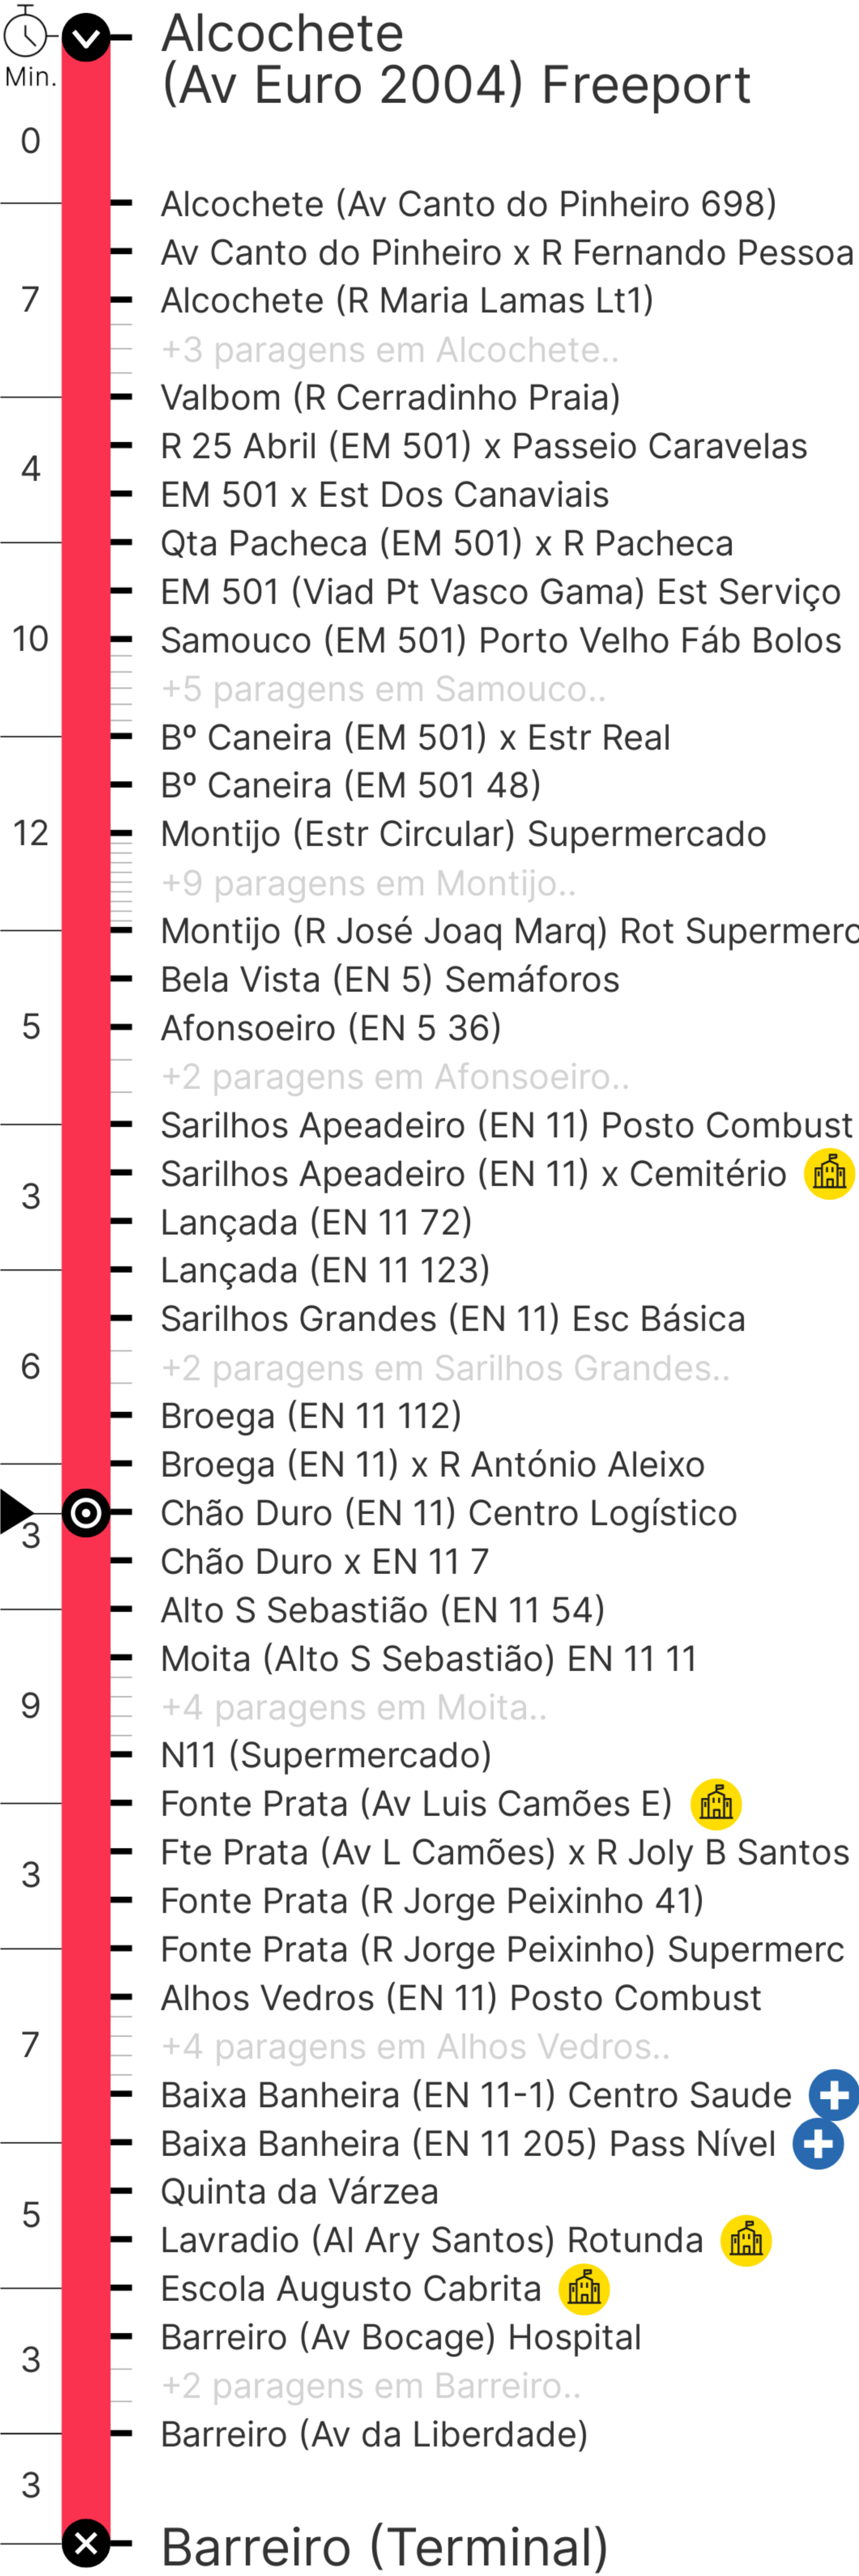 Alcochete
(Av Euro 2004) Freeport
Min.
0
Alcochete (Av Canto do Pinheiro 698)
Av Canto do Pinheiro x R Fernando Pessoa
7 Alcochete (R Maria Lamas Lt1)
+3 paragens em Alcochete..
Valbom (R Cerradinho Praia)
R 25 Abril (EM 501) x Passeio Caravelas
4
EM 501 x Est Dos Canaviais
Qta Pacheca (EM 501) x R Pacheca
EM 501 (Viad Pt Vasco Gama) Est Serviço
10 Samouco (EM 501) Porto Velho Fáb Bolos
+5 paragens em Samouco..
Bº Caneira (EM 501) x Estr Real
Bº Caneira (EM 501 48)
12 Montijo (Estr Circular) Supermercado
+9 paragens em Montijo..
Montijo (R José Joaq Marq) Rot Supermerc
Bela Vista (EN 5) Semáforos
5 Afonsoeiro (EN 5 36)
+2 paragens em Afonsoeiro..
Sarilhos Apeadeiro (EN 11) Posto Combust
Sarilhos Apeadeiro (EN 11) x Cemitério
3
Lançada (EN 11 72)
Lançada (EN 11 123)
Sarilhos Grandes (EN 11) Esc Básica
6 +2 paragens em Sarilhos Grandes..
Broega (EN 11 112)
Broega (EN 11) x R António Aleixo
Chão Duro (EN 11) Centro Logístico
3
Chão Duro x EN 11 7
Alto S Sebastião (EN 11 54)
Moita (Alto S Sebastião) EN 11 11
9 +4 paragens em Moita..
N11 (Supermercado)
Fonte Prata (Av Luis Camões E)
Fte Prata (Av L Camões) x R Joly B Santos
3
Fonte Prata (R Jorge Peixinho 41)
Fonte Prata (R Jorge Peixinho) Supermerc
Alhos Vedros (EN 11) Posto Combust
7 +4 paragens em Alhos Vedros..
Baixa Banheira (EN 11-1) Centro Saude
Baixa Banheira (EN 11 205) Pass Nível
Quinta da Várzea
5
Lavradio (Al Ary Santos) Rotunda
Escola Augusto Cabrita
Barreiro (Av Bocage) Hospital
3
+2 paragens em Barreiro..
Barreiro (Av da Liberdade)
3
Barreiro (Terminal)